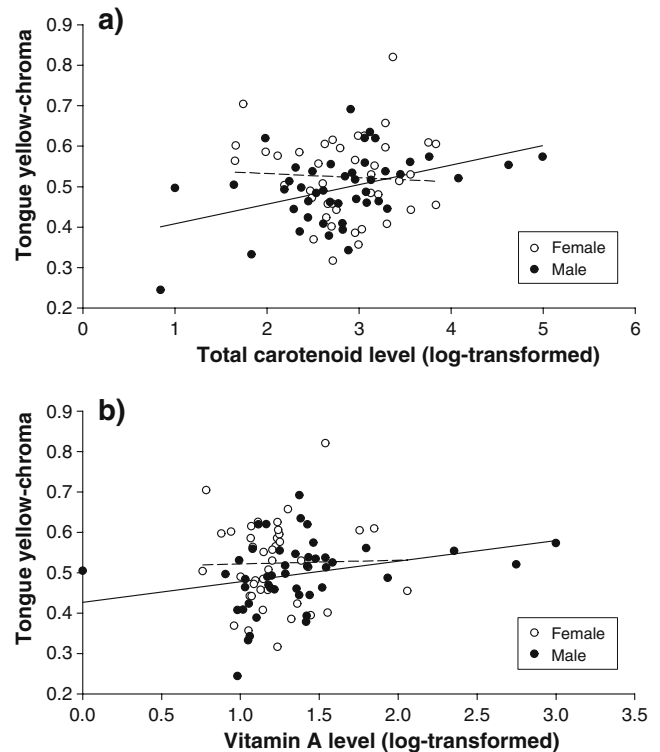 a)
0.9
0.8
0.7
0.6
0.5
0.4
0.3
0.2
Tongue yellow-chroma
Female
Male
0 1 2 3 4 5 6
Total carotenoid level (log-transformed)
b)
0.9
0.8
0.7
0.6
0.5
0.4
0.3
0.2
Tongue yellow-chroma
Female
Male
0.0 0.5 1.0 1.5 2.0 2.5 3.0 3.5
Vitamin A level (log-transformed)